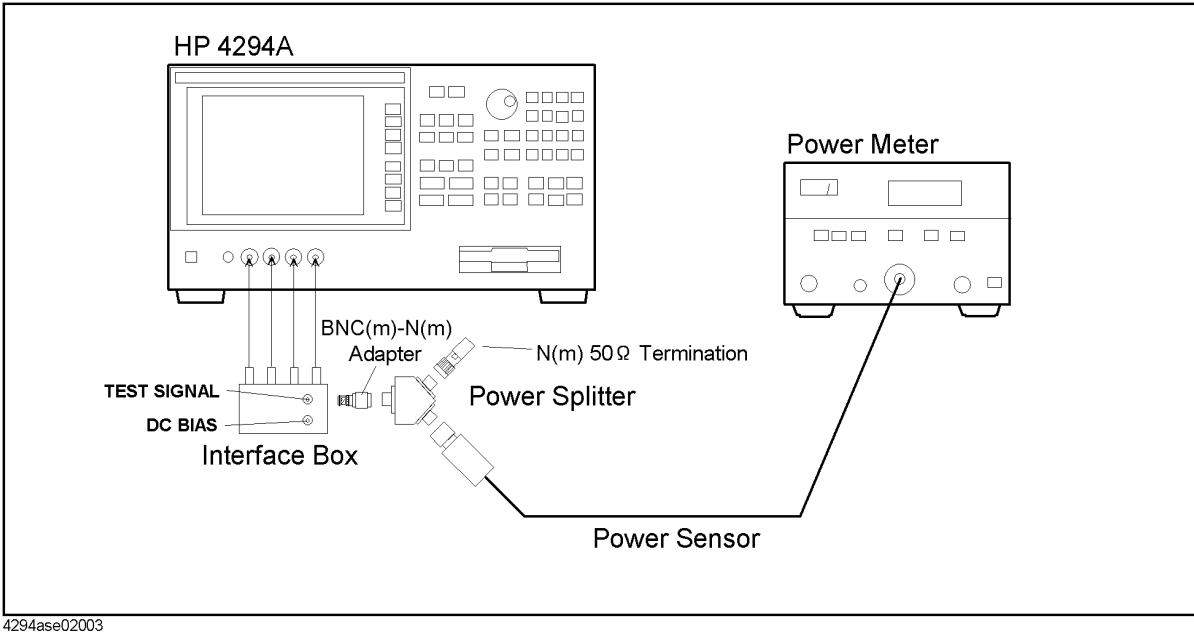 HP 4294A
Power Meter
BNC(m)-N(m)
Adapter
N(m) 50Ω Termination
TEST SIGNAL
Power Splitter
DC BIAS
Interface Box
Power Sensor
4294ase02003